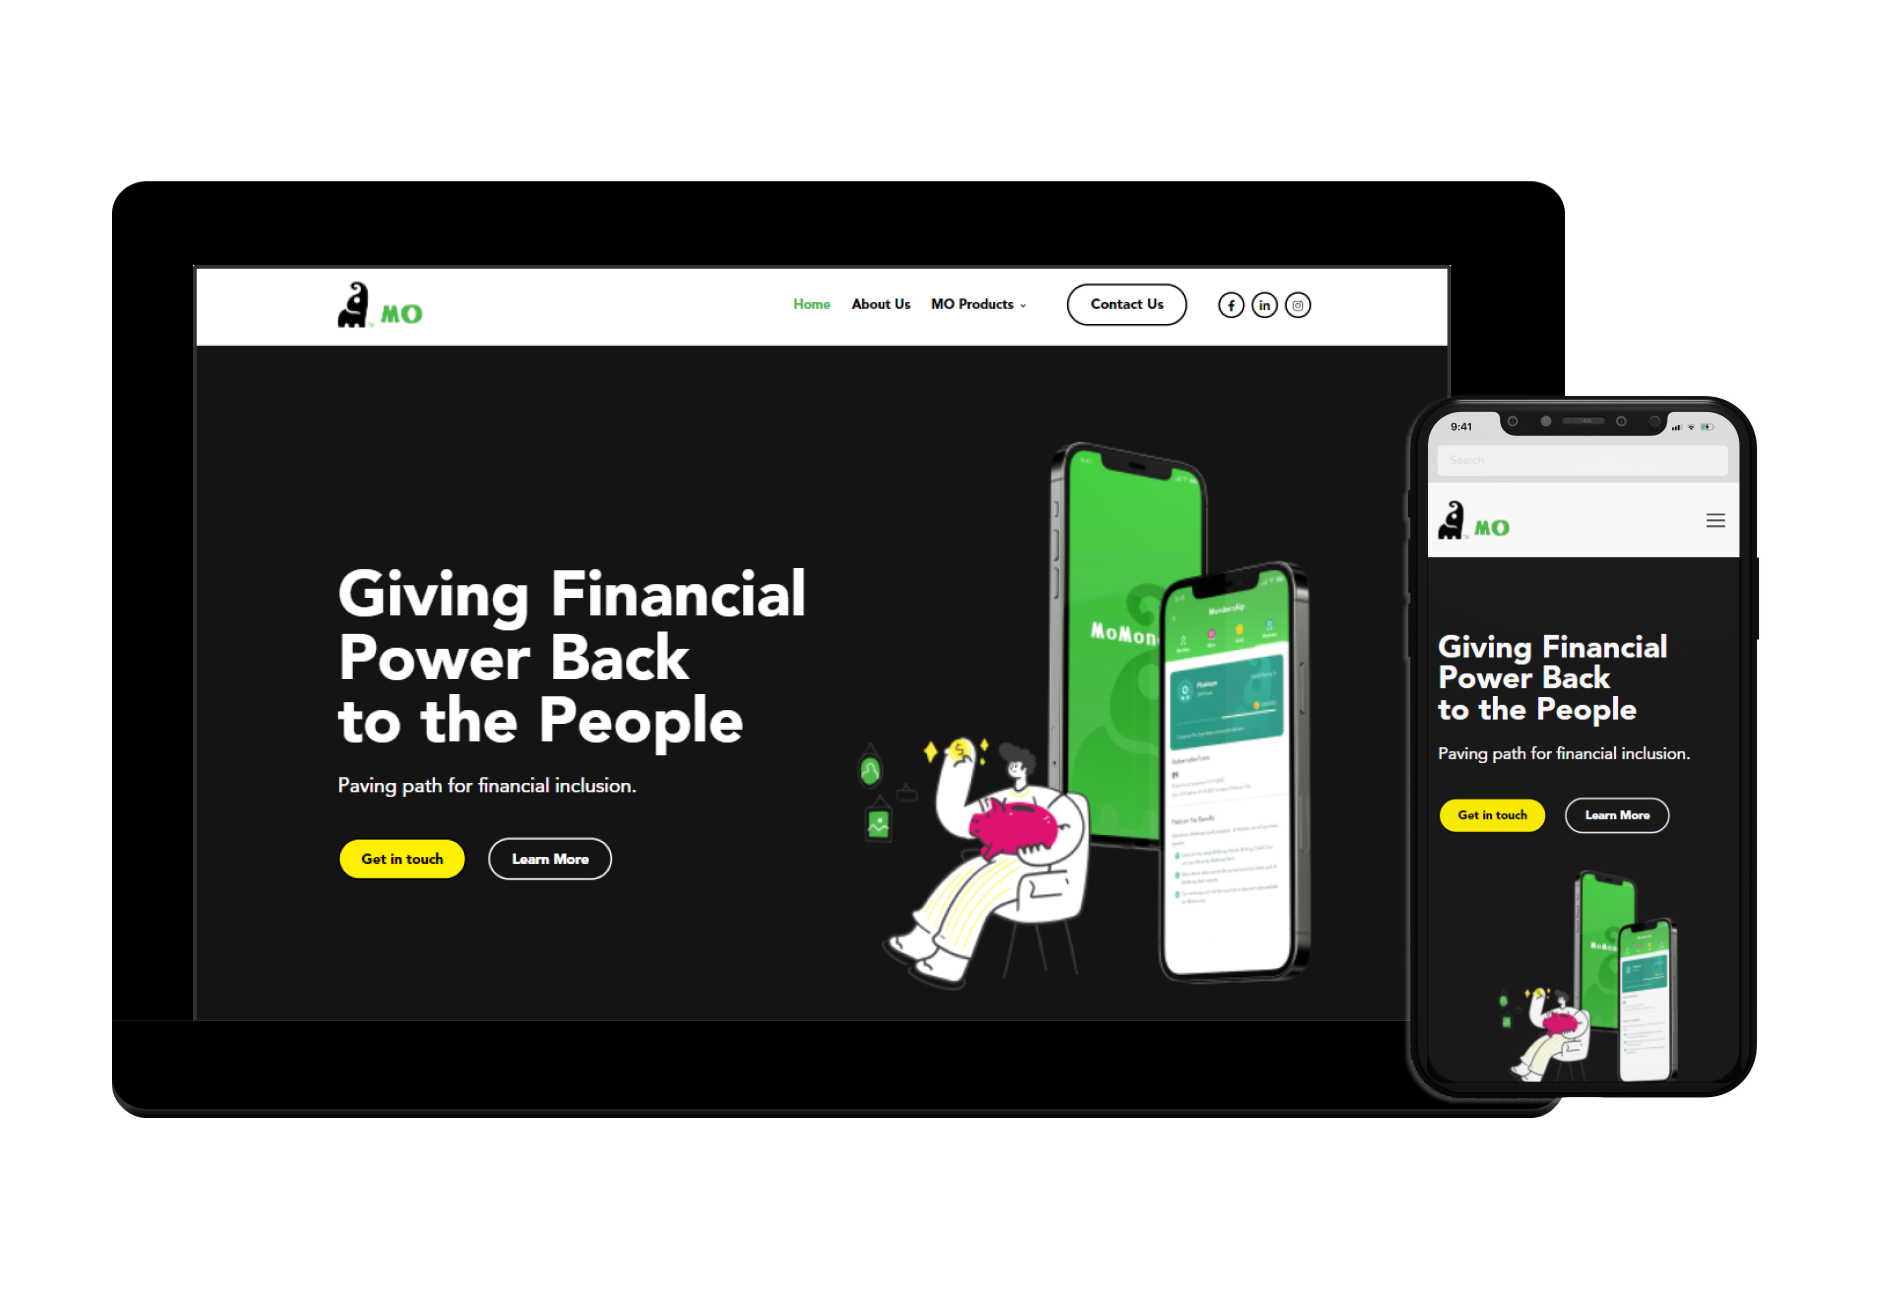 MO
Home
About Us
MO Products
Contact Us
Giving Financial
Power Back
to the People
Paving path for financial inclusion.
Get in touch
Learn More
MoMon
Membership
Platinum
9:41
Search
MO
Giving Financial
Power Back
to the People
Paving path for financial inclusion.
Get in touch
Learn More